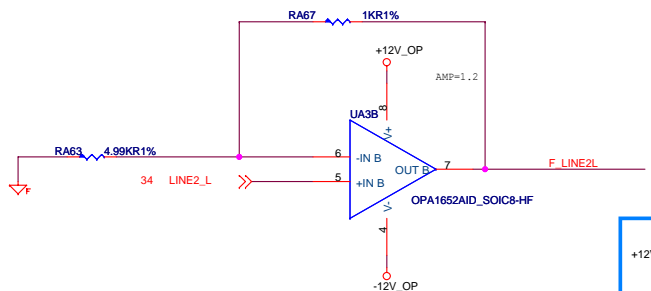 RA67 1KR1%
+12V_OP
AMP=1.2
UA3B
8
V+
RA63 4.99KR1%
6 -IN B
OUT B 7 F_LINE2L
34 LINE2_L 5 +IN B
OPA1652AID_SOIC8-HF
V-
4
F
-12V_OP